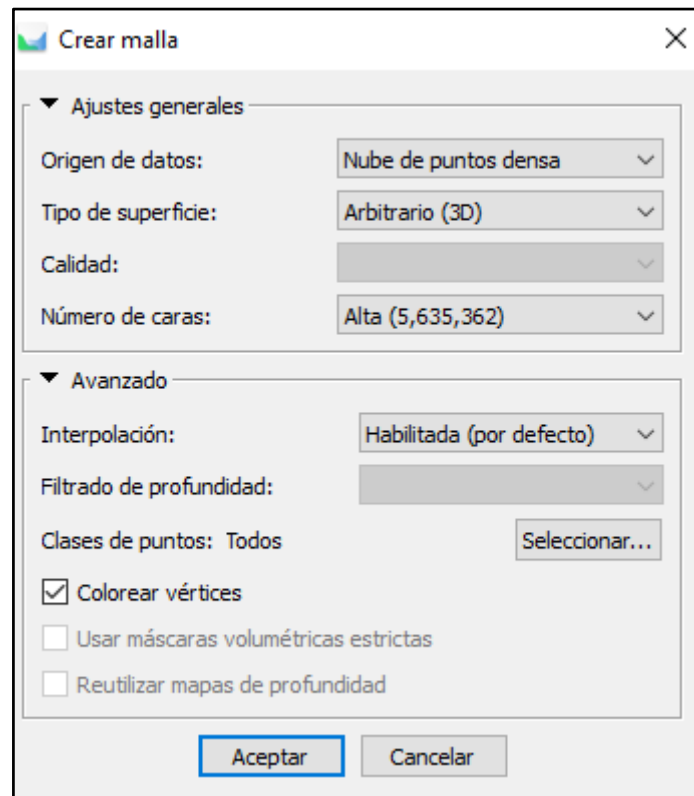 Crear malla
Ajustes generales
Origen de datos: Nube de puntos densa
Tipo de superficie: Arbitrario (3D)
Calidad:
Número de caras: Alta (5,635,362)
Avanzado
Interpolación: Habilitada (por defecto)
Filtrado de profundidad:
Clases de puntos: Todos Seleccionar...
Colorear vértices
Usar máscaras volumétricas estrictas
Reutilizar mapas de profundidad
Aceptar Cancelar